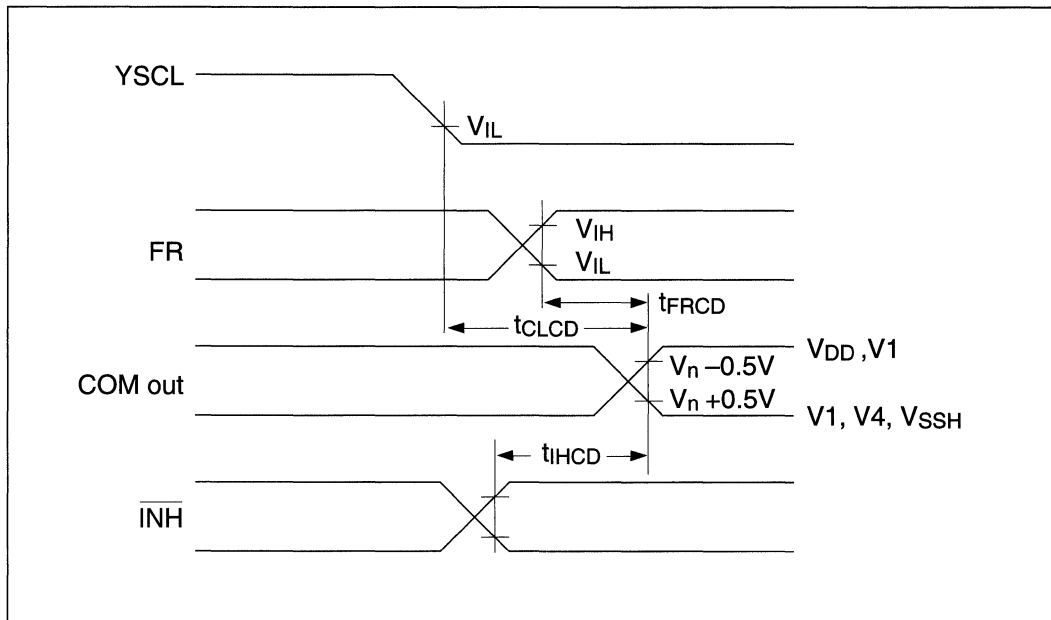 YSCL
VIL
FR
VIH
VIL
tFRCD
tCLCD
COM out
VDD ,V1
Vn –0.5V
Vn +0.5V
V1, V4, VSSH
tIHCD
INH